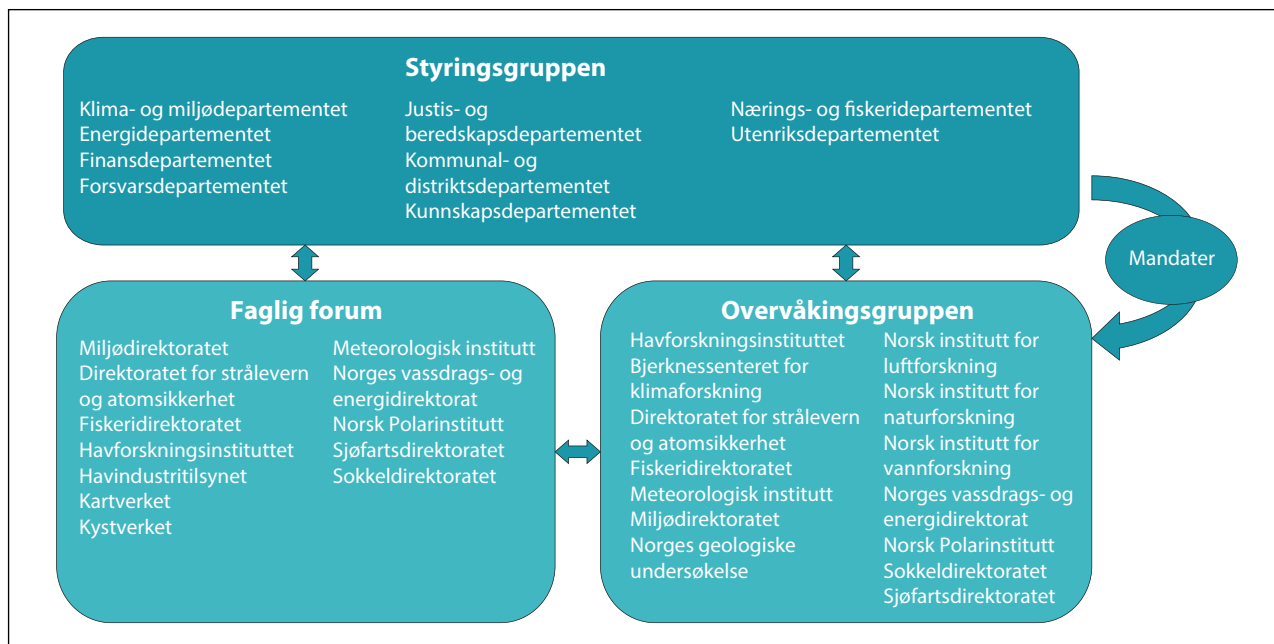 Styringsgruppen
Klima- og miljødepartementet
Energidepartementet
Finansdepartementet
Forsvarsdepartementet
Justis- og
beredskapsdepartementet
Kommunal- og
distriktsdepartementet
Kunnskapsdepartementet
Nærings- og fiskeridepartementet
Utenriksdepartementet
Mandater
Faglig forum
Miljødirektoratet
Direktoratet for strålevern
og atomsikkerhet
Fiskeridirektoratet
Havforskningsinstituttet
Havindustritilsynet
Kartverket
Kystverket
Meteorologisk institutt
Norges vassdrags- og
energidirektorat
Norsk Polarinstitutt
Sjøfartsdirektoratet
Sokkeldirektoratet
Overvåkingsgruppen
Havforskningsinstituttet
Bjerknessenteret for
klimaforskning
Direktoratet for strålevern
og atomsikkerhet
Fiskeridirektoratet
Meteorologisk institutt
Miljødirektoratet
Norges geologiske
undersøkelse
Norsk institutt for
luftforskning
Norsk institutt for
naturforskning
Norsk institutt for
vannforskning
Norges vassdrags- og
energidirektorat
Norsk Polarinstitutt
Sokkeldirektoratet
Sjøfartsdirektoratet